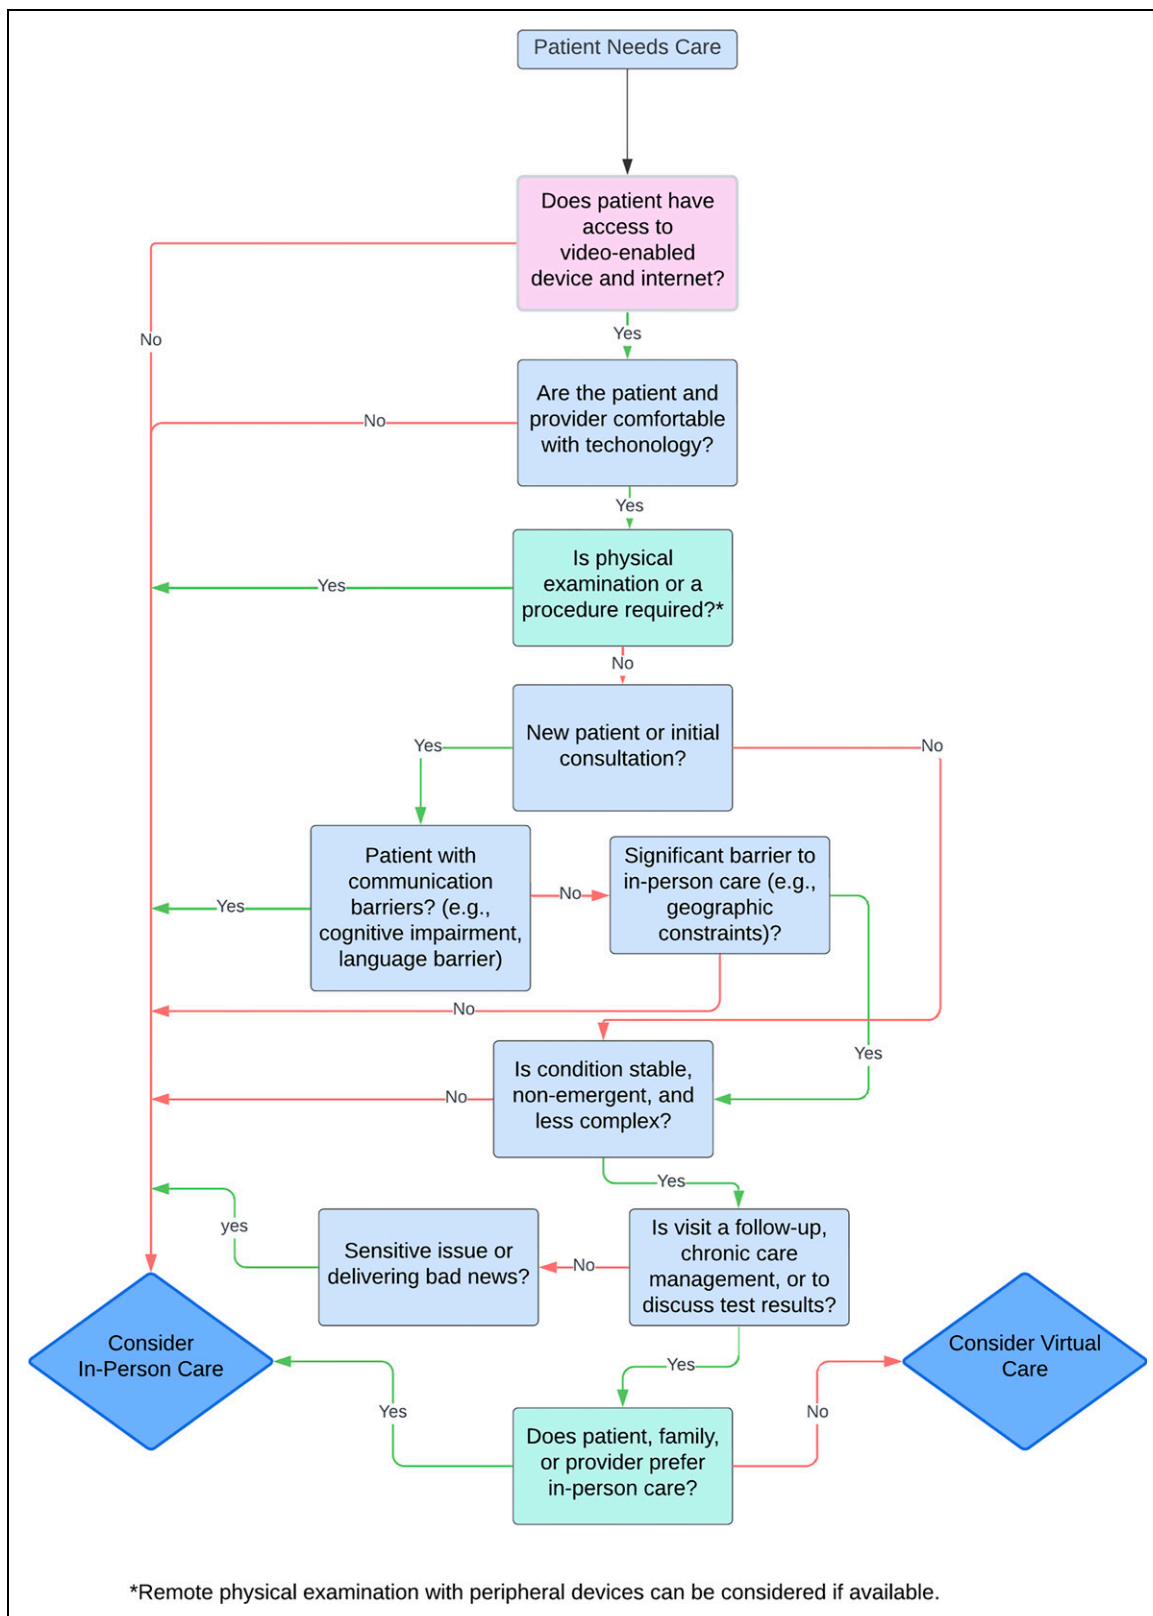 Patient Needs Care
Does patient have
access to
video-enabled
device and internet?
No
Yes
Are the patient and
provider comfortable
with techonology?
No
Yes
Is physical
examination or a
procedure required?*
Yes
No
New patient or initial
consultation?
Yes
No
Patient with
communication
barriers? (e.g.,
cognitive impairment,
language barrier)
Yes
No
Significant barrier to
in-person care (e.g.,
geographic
constraints)?
No
Yes
Is condition stable,
non-emergent, and
less complex?
No
Yes
Is visit a follow-up,
chronic care
management, or to
discuss test results?
No
Sensitive issue or
delivering bad news?
yes
Yes
Consider
In-Person Care
Consider Virtual
Care
Does patient, family,
or provider prefer
in-person care?
Yes
No
*Remote physical examination with peripheral devices can be considered if available.